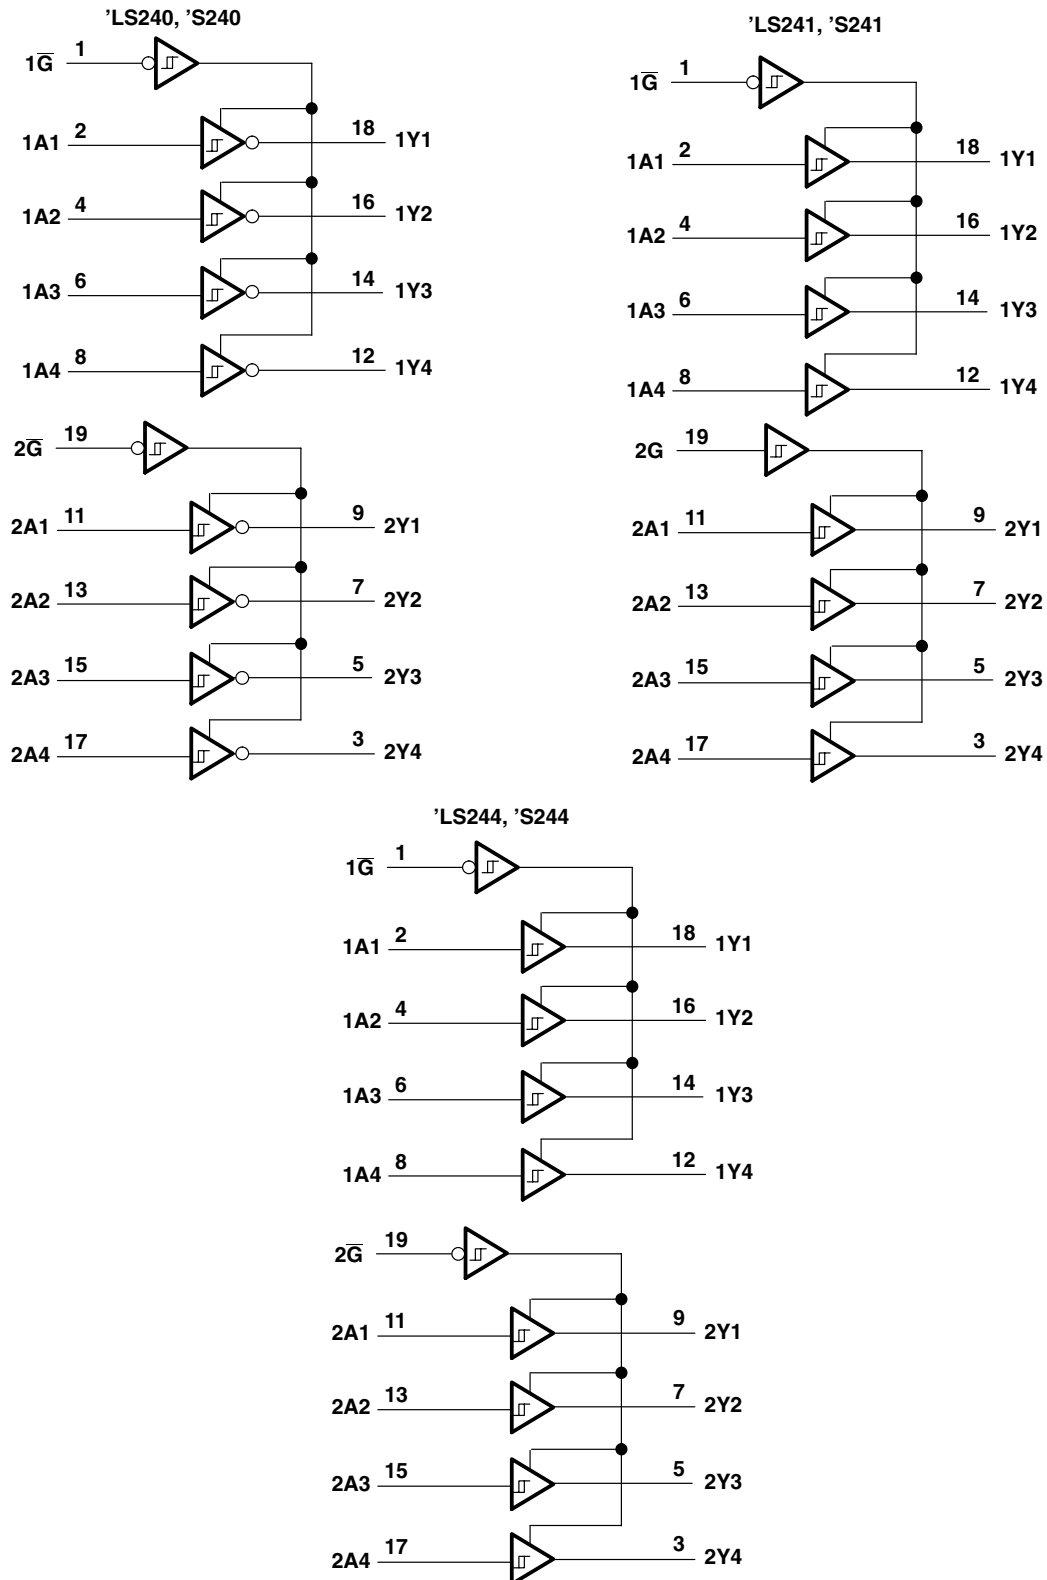 ’LS240, ’S240
1G̅ 1
1A1 2 18 1Y1
1A2 4 16 1Y2
1A3 6 14 1Y3
1A4 8 12 1Y4
2G̅ 19
2A1 11 9 2Y1
2A2 13 7 2Y2
2A3 15 5 2Y3
2A4 17 3 2Y4
’LS241, ’S241
1G̅ 1
1A1 2 18 1Y1
1A2 4 16 1Y2
1A3 6 14 1Y3
1A4 8 12 1Y4
2G 19
2A1 11 9 2Y1
2A2 13 7 2Y2
2A3 15 5 2Y3
2A4 17 3 2Y4
’LS244, ’S244
1G̅ 1
1A1 2 18 1Y1
1A2 4 16 1Y2
1A3 6 14 1Y3
1A4 8 12 1Y4
2G̅ 19
2A1 11 9 2Y1
2A2 13 7 2Y2
2A3 15 5 2Y3
2A4 17 3 2Y4